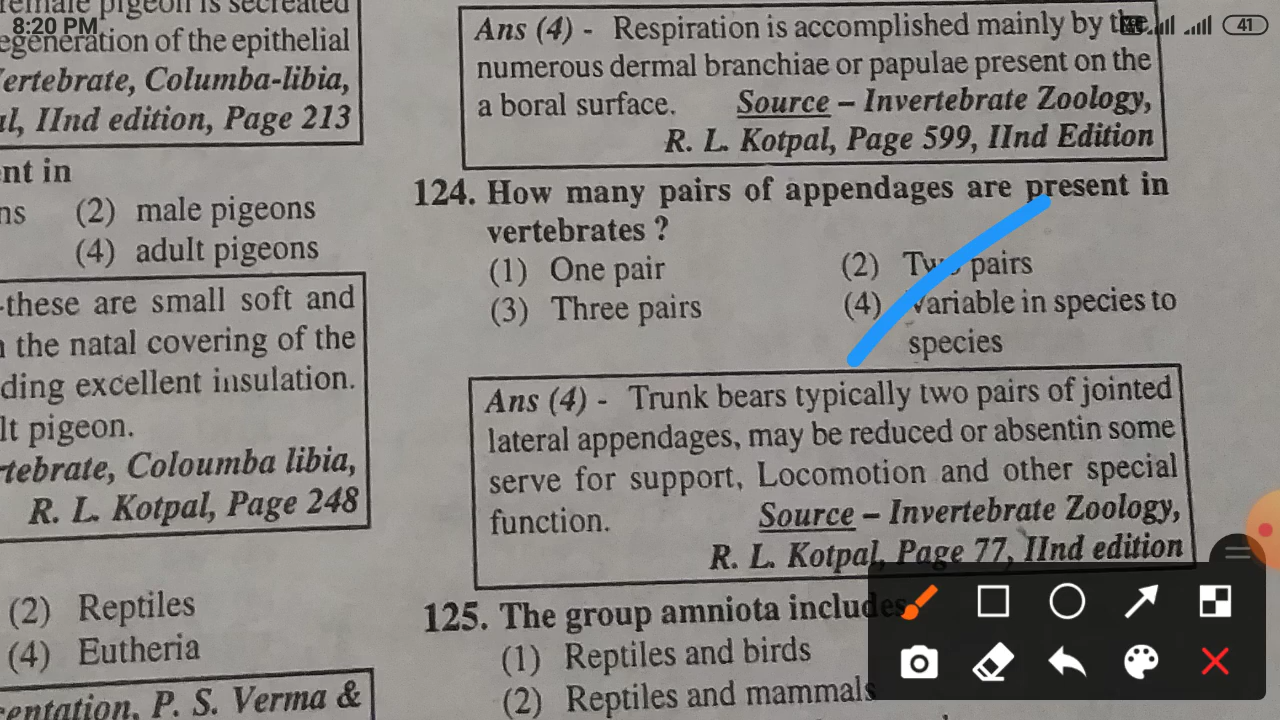 female pigeon is secreted
egeneration of the epithelial
ertebrate, Columba-libia,
al, IInd edition, Page 213
nt in
ns (2) male pigeons
(4) adult pigeons
-these are small soft and
n the natal covering of the
ding excellent insulation.
lt pigeon.
rtebrate, Coloumba libia,
R. L. Kotpal, Page 248
(2) Reptiles
(4) Eutheria
entation, P. S. Verma &
8:20 PM
41
Ans (4) - Respiration is accomplished mainly by the
numerous dermal branchiae or papulae present on the
a boral surface. Source – Invertebrate Zoology,
R. L. Kotpal, Page 599, IInd Edition
124. How many pairs of appendages are present in
vertebrates ?
(1) One pair (2) Two pairs
(3) Three pairs (4) Variable in species to
species
Ans (4) - Trunk bears typically two pairs of jointed
lateral appendages, may be reduced or absentin some
serve for support, Locomotion and other special
function. Source – Invertebrate Zoology,
R. L. Kotpal, Page 77, IInd edition
125. The group amniota includes
(1) Reptiles and birds
(2) Reptiles and mammals